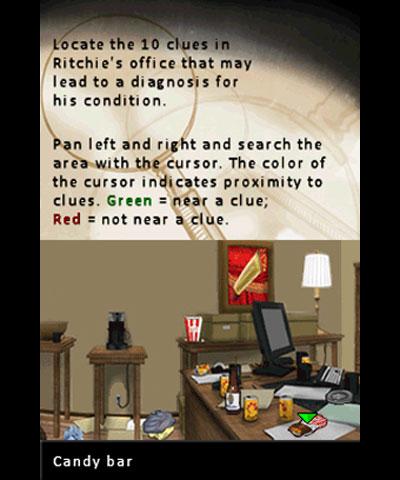 Locate the 10 clues in
Ritchie's office that may
lead to a diagnosis for
his condition.
Pan left and right and search the
area with the cursor. The color of
the cursor indicates proximity to
clues. Green = near a clue;
Red = not near a clue.
Candy bar